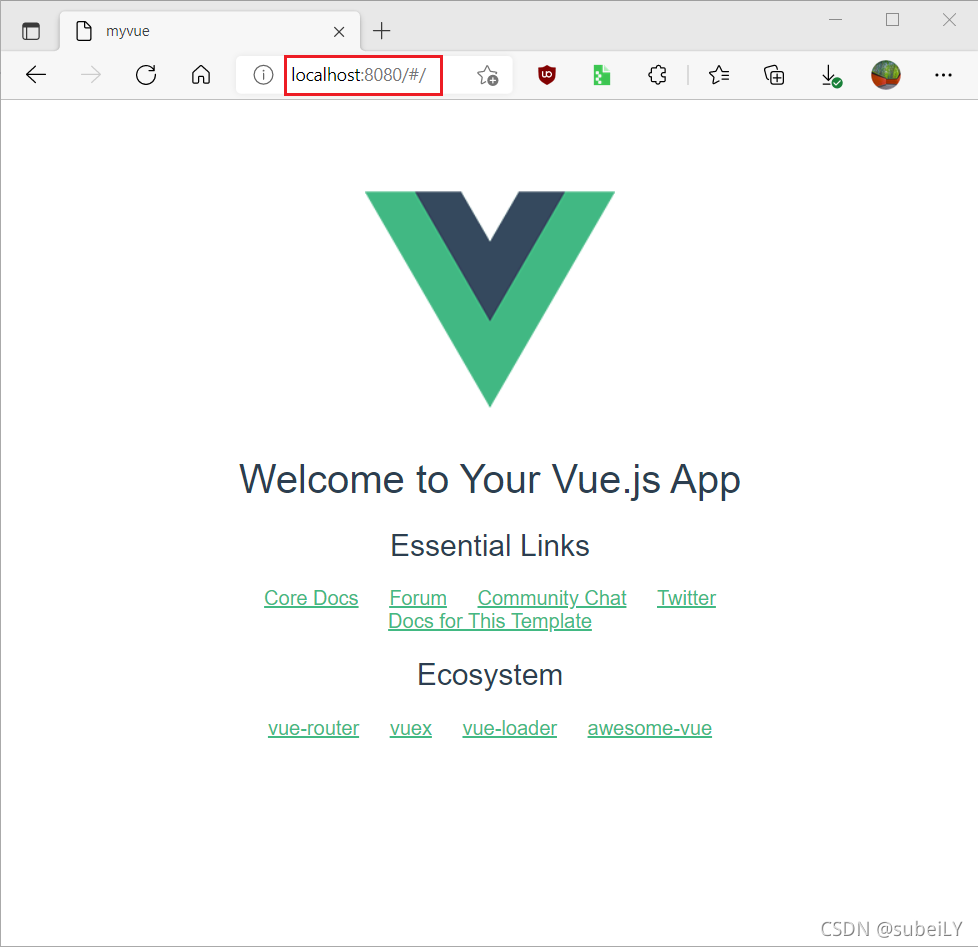 myvue
localhost:8080/#/
Welcome to Your Vue.js App
Essential Links
Core Docs Forum Community Chat Twitter
Docs for This Template
Ecosystem
vue-router vuex vue-loader awesome-vue
CSDN @subeiLY